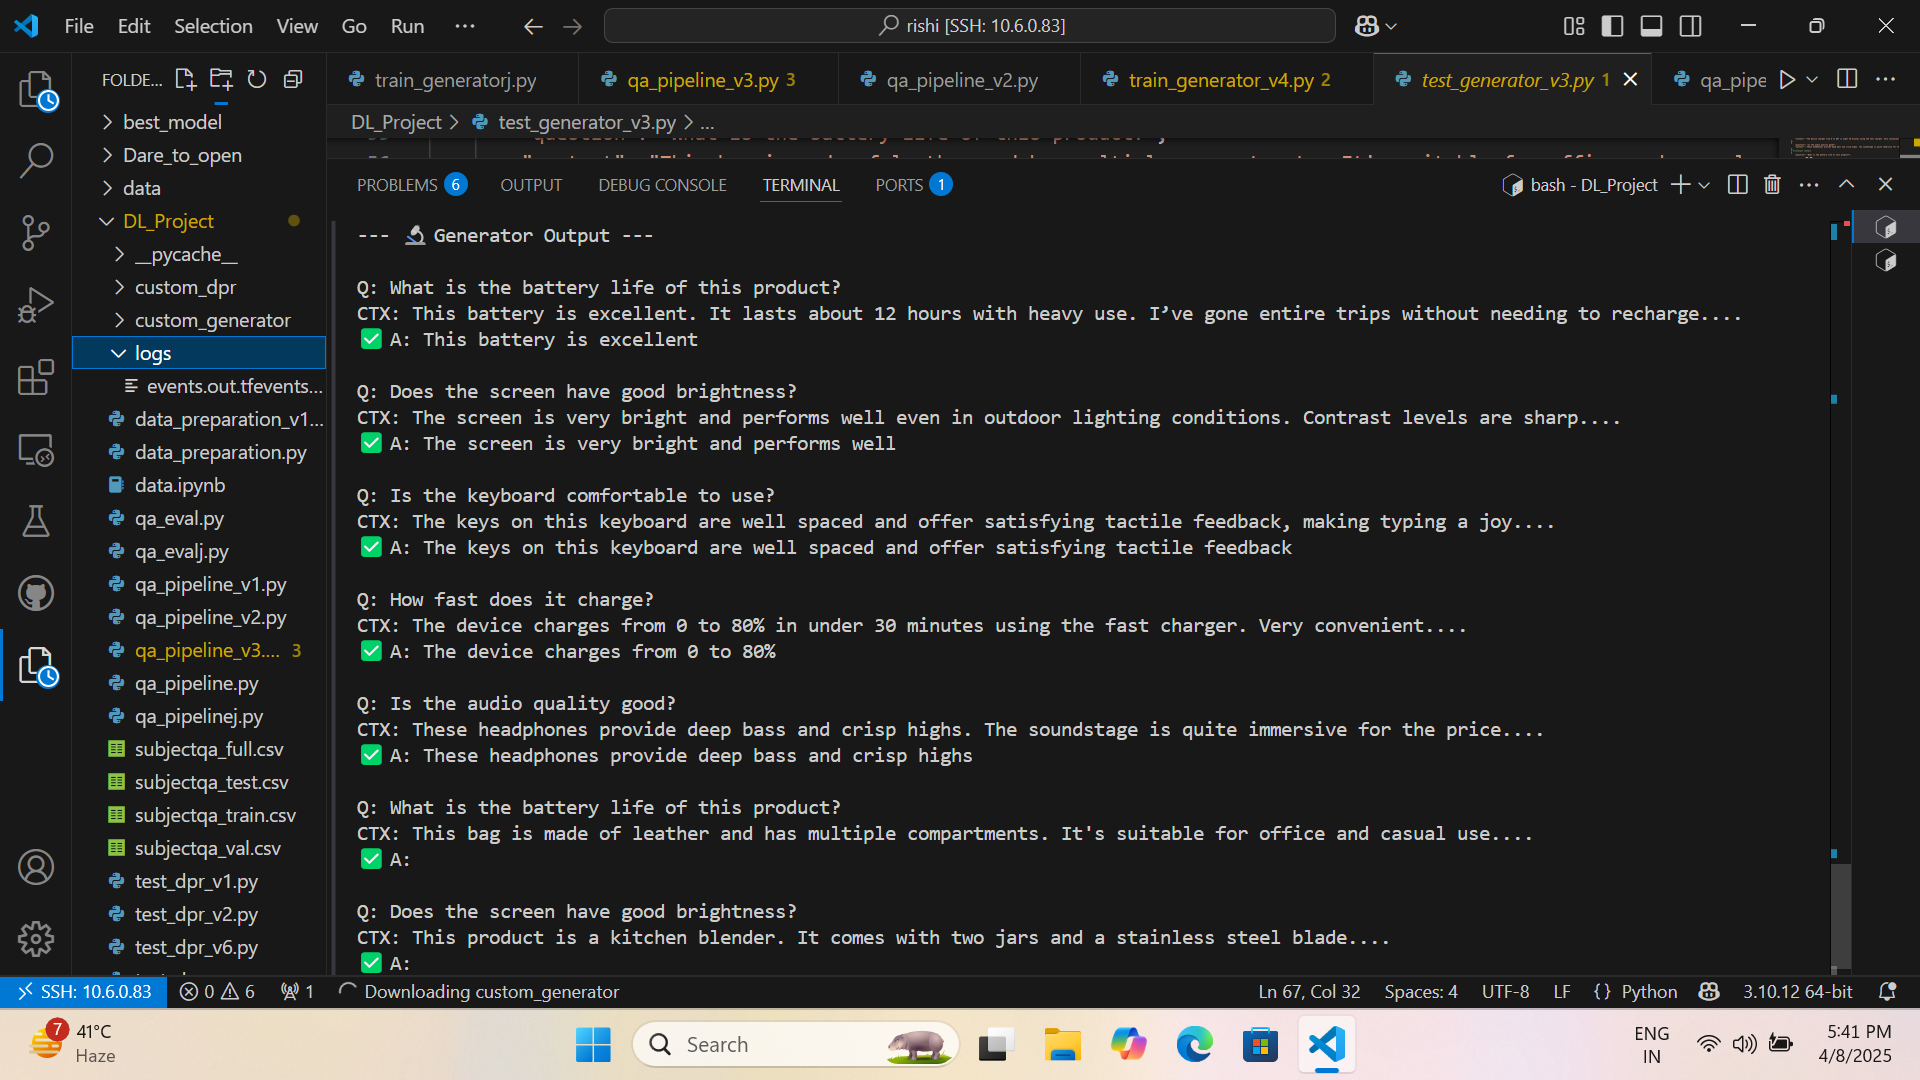 File Edit Selection View Go Run ··· rishi [SSH: 10.6.0.83]
FOLDE...
train_generatorj.py qa_pipeline_v3.py 3 qa_pipeline_v2.py train_generator_v4.py 2 test_generator_v3.py 1 qa_pipe
DL_Project > test_generator_v3.py > ...
best_model
Dare_to_open
data
DL_Project
__pycache__
custom_dpr
custom_generator
logs
events.out.tfevents...
data_preparation_v1...
data_preparation.py
data.ipynb
qa_eval.py
qa_evalj.py
qa_pipeline_v1.py
qa_pipeline_v2.py
qa_pipeline_v3.... 3
qa_pipeline.py
qa_pipelinej.py
subjectqa_full.csv
subjectqa_test.csv
subjectqa_train.csv
subjectqa_val.csv
test_dpr_v1.py
test_dpr_v2.py
test_dpr_v6.py
PROBLEMS 6 OUTPUT DEBUG CONSOLE TERMINAL PORTS 1 bash - DL_Project
--- 🔬 Generator Output ---
Q: What is the battery life of this product?
CTX: This battery is excellent. It lasts about 12 hours with heavy use. I’ve gone entire trips without needing to recharge....
✅ A: This battery is excellent
Q: Does the screen have good brightness?
CTX: The screen is very bright and performs well even in outdoor lighting conditions. Contrast levels are sharp....
✅ A: The screen is very bright and performs well
Q: Is the keyboard comfortable to use?
CTX: The keys on this keyboard are well spaced and offer satisfying tactile feedback, making typing a joy....
✅ A: The keys on this keyboard are well spaced and offer satisfying tactile feedback
Q: How fast does it charge?
CTX: The device charges from 0 to 80% in under 30 minutes using the fast charger. Very convenient....
✅ A: The device charges from 0 to 80%
Q: Is the audio quality good?
CTX: These headphones provide deep bass and crisp highs. The soundstage is quite immersive for the price....
✅ A: These headphones provide deep bass and crisp highs
Q: What is the battery life of this product?
CTX: This bag is made of leather and has multiple compartments. It's suitable for office and casual use....
✅ A:
Q: Does the screen have good brightness?
CTX: This product is a kitchen blender. It comes with two jars and a stainless steel blade....
✅ A:
SSH: 10.6.0.83 0 6 1 Downloading custom_generator Ln 67, Col 32 Spaces: 4 UTF-8 LF {} Python 3.10.12 64-bit
7 41°C
Haze
Search
ENG
IN
5:41 PM
4/8/2025